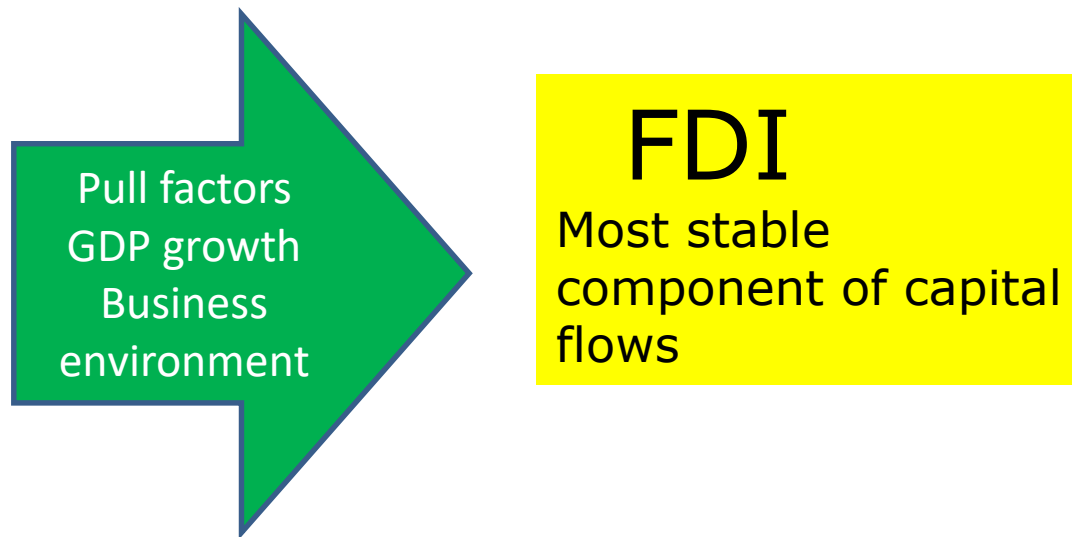 Pull factors
GDP growth
Business
environment
FDI
Most stable
component of capital
flows